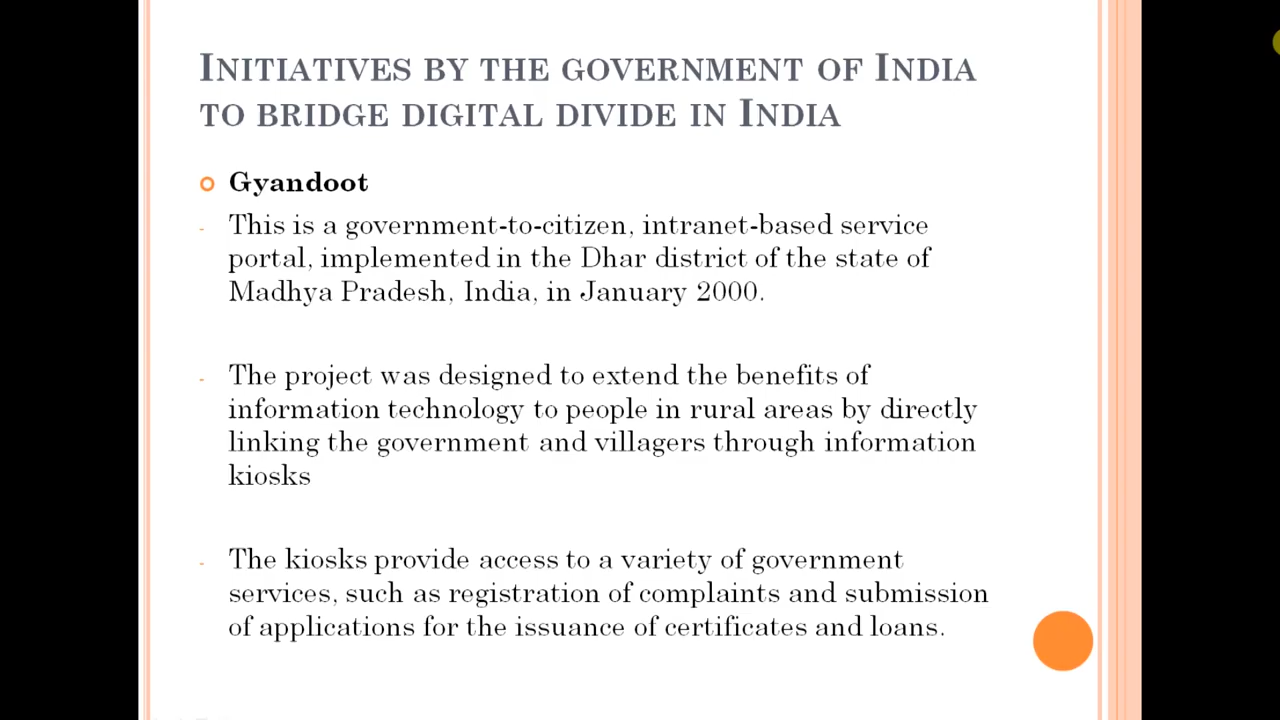 Initiatives by the government of India
to bridge digital divide in India
Gyandoot
- This is a government-to-citizen, intranet-based service
portal, implemented in the Dhar district of the state of
Madhya Pradesh, India, in January 2000.
- The project was designed to extend the benefits of
information technology to people in rural areas by directly
linking the government and villagers through information
kiosks
- The kiosks provide access to a variety of government
services, such as registration of complaints and submission
of applications for the issuance of certificates and loans.